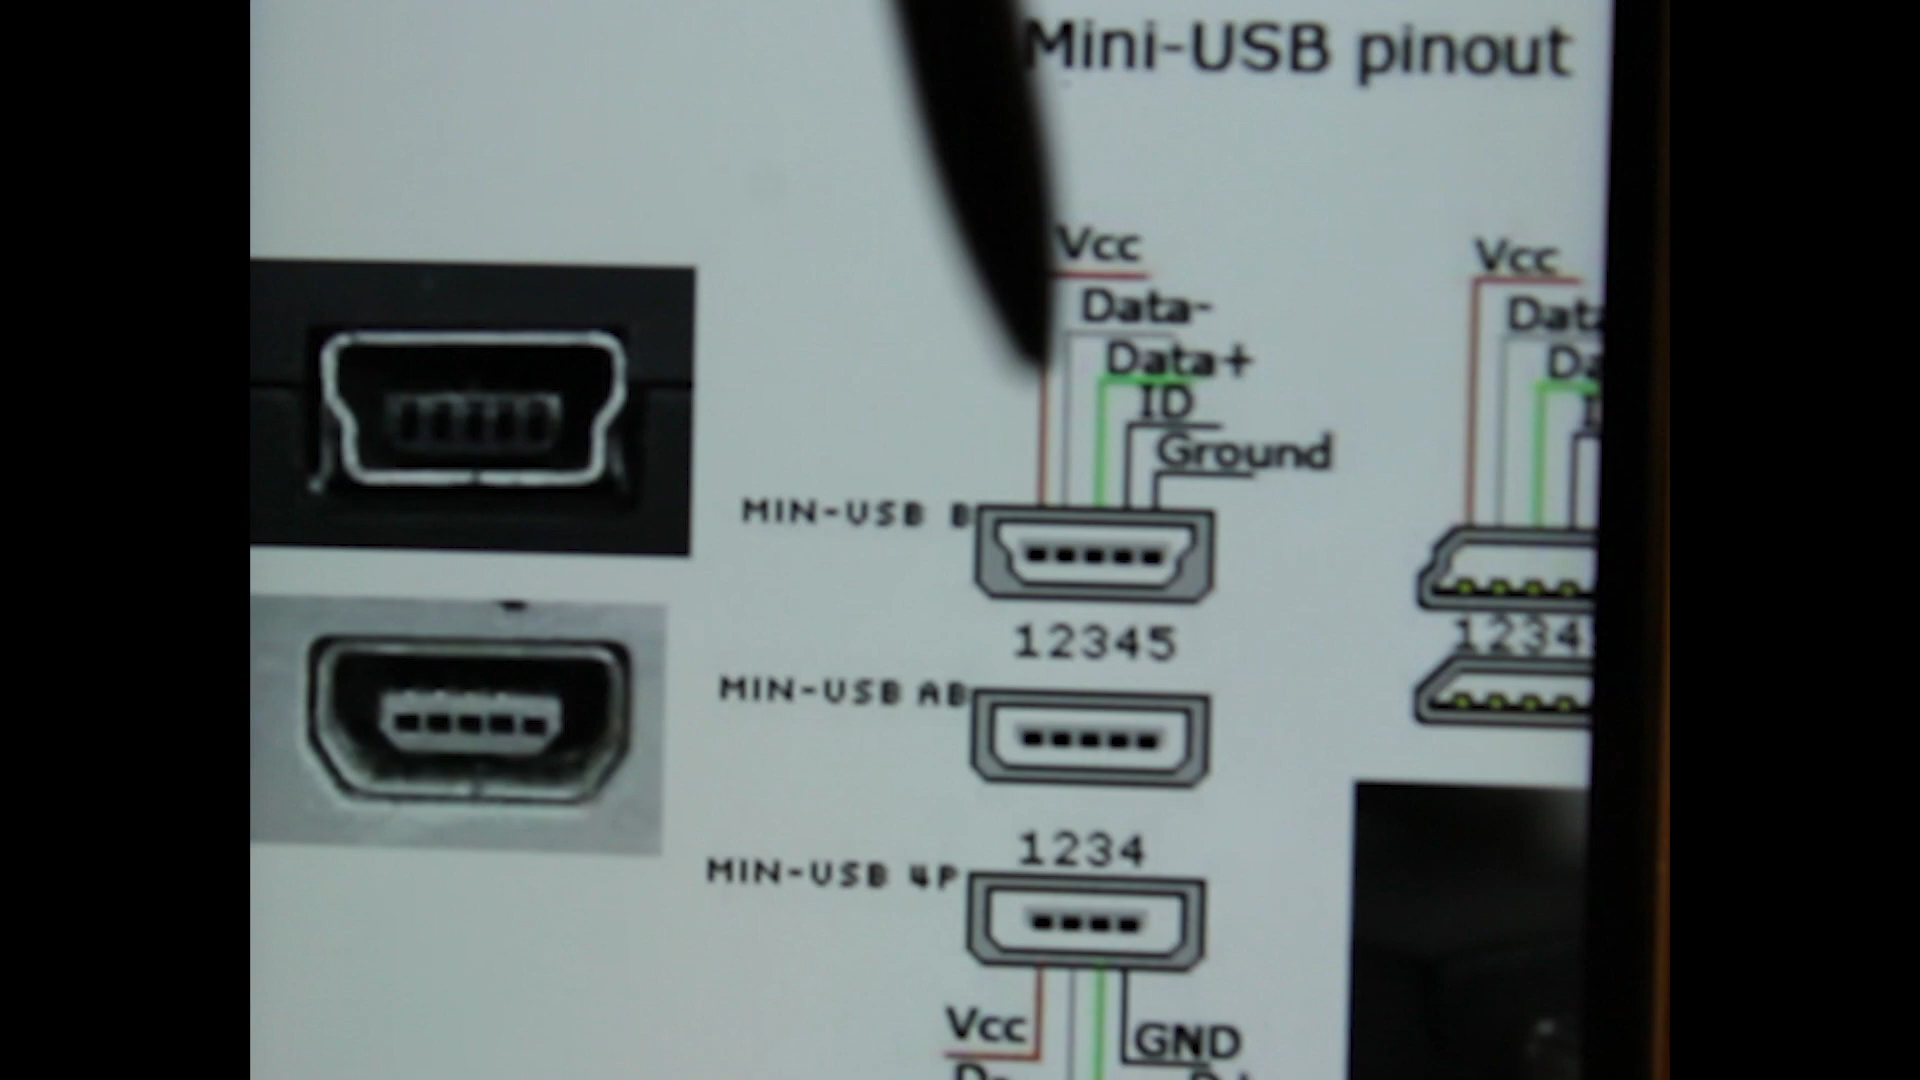 Mini-USB pinout
Vcc
Data-
Data+
ID
Ground
MIN-USB B
12345
MIN-USB AB
1234
MIN-USB 4P
Vcc
GND
Vcc
1234